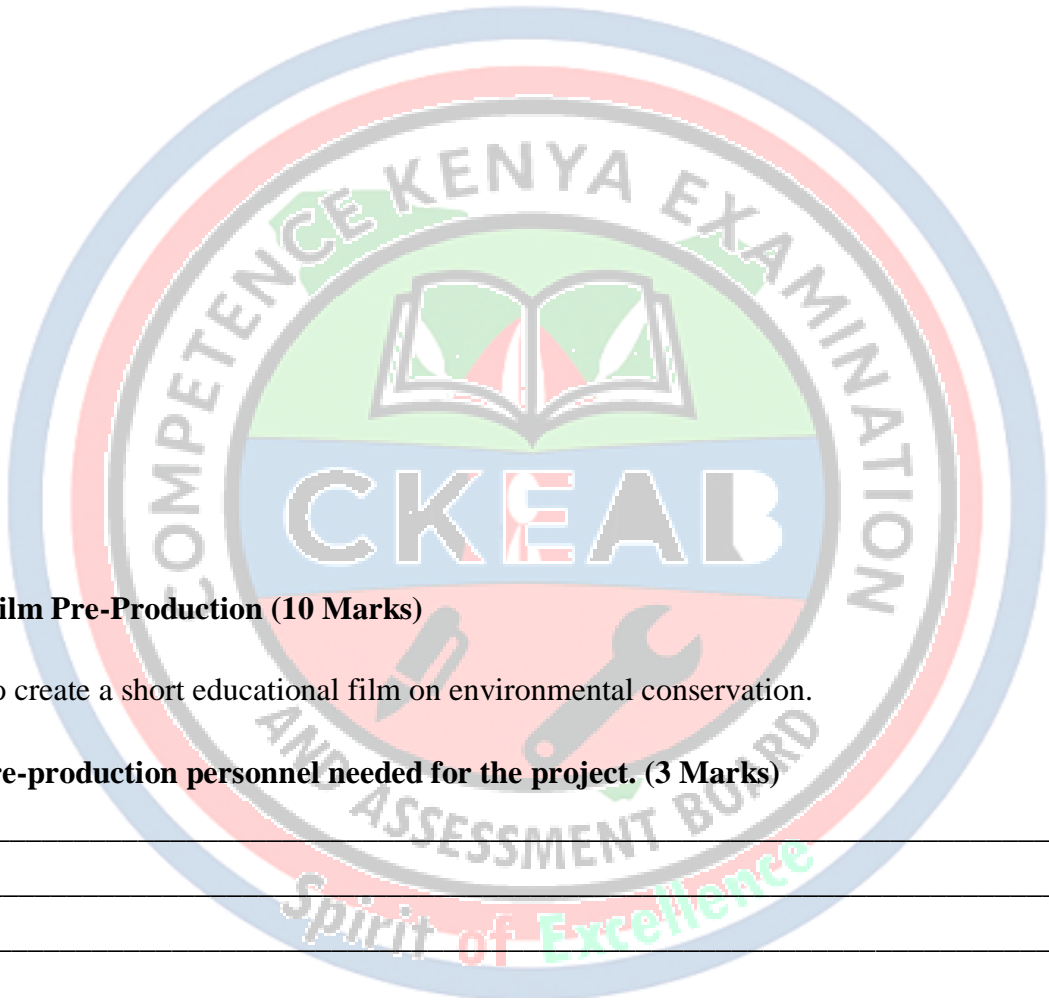 COMPETENCE KENYA EXAMINATION
CKEAB
ilm Pre-Production (10 Marks)
o create a short educational film on environmental conservation.
re-production personnel needed for the project. (3 Marks)
AND ASSESSMENT BOARD
Spirit of Excellence